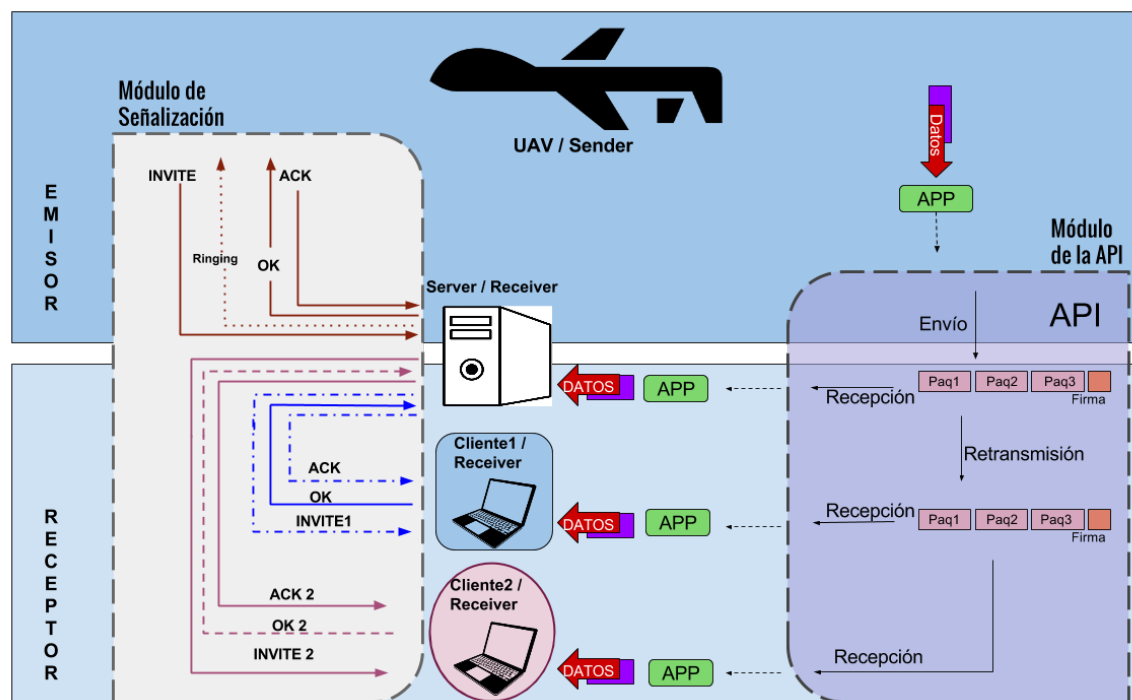 Módulo de
Señalización
UAV / Sender
Datos
APP
EMISOR
INVITE
ACK
Ringing
OK
Módulo
de la API
Server / Receiver
Envío
API
Paq1 Paq2 Paq3
Firma
DATOS
APP
Recepción
Retransmisión
RECEPTOR
Cliente1 /
Receiver
ACK
OK
INVITE1
DATOS
APP
Recepción
Paq1 Paq2 Paq3
Firma
Cliente2 /
Receiver
ACK 2
OK 2
INVITE 2
DATOS
APP
Recepción